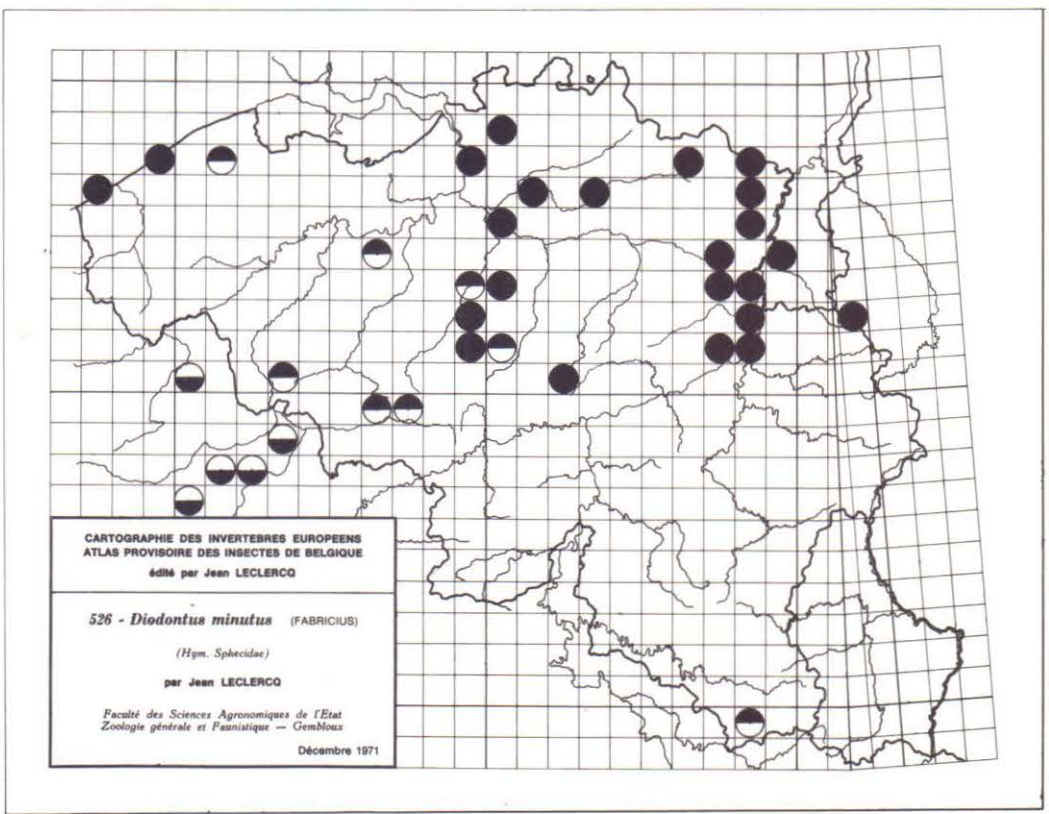 CARTOGRAPHIE DES INVERTEBRES EUROPEENS
ATLAS PROVISOIRE DES INSECTES DE BELGIQUE
édité par Jean LECLERCQ
526 - Diodontus minutus (FABRICIUS)
(Hym. Sphecidae)
par Jean LECLERCQ
Faculté des Sciences Agronomiques de l'Etat
Zoologie générale et Faunistique — Gembloux
Décembre 1971